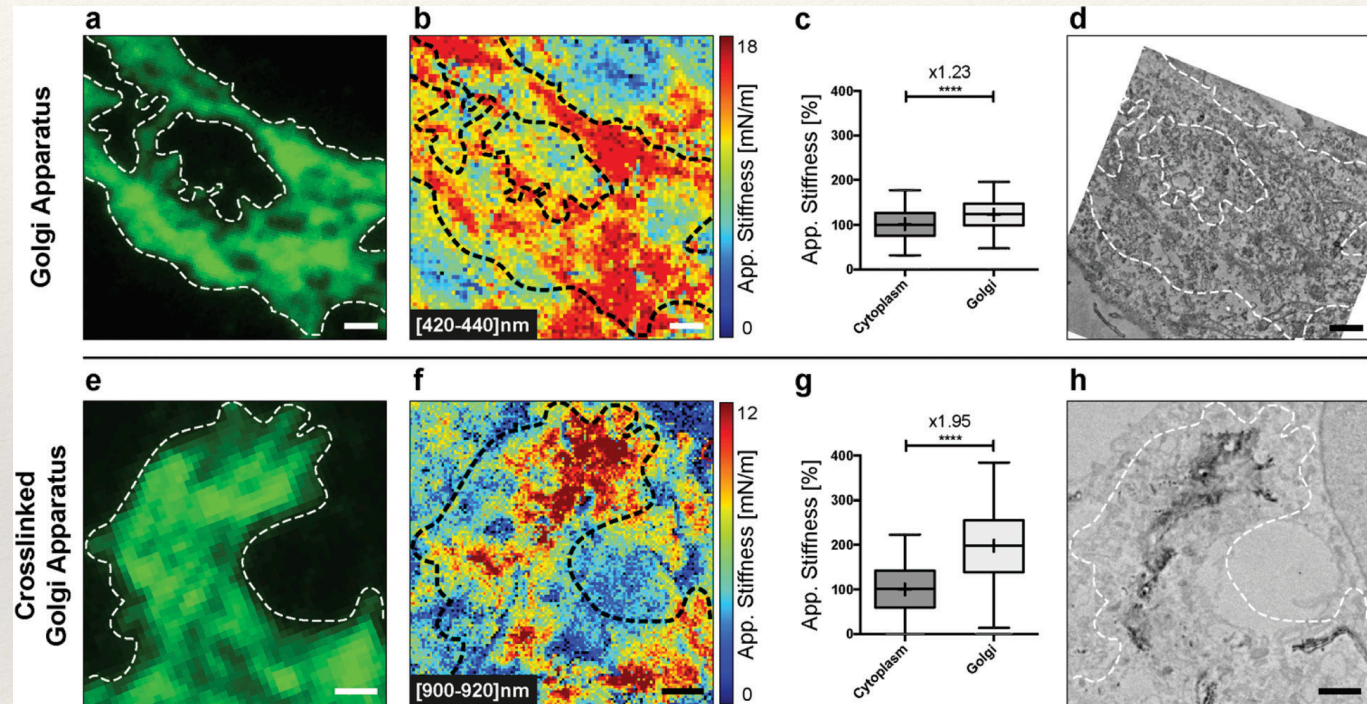 a
b
c
d
Golgi Apparatus
18
App. Stiffness [mN/m]
0
[420-440]nm
x1.23
****
App. Stiffness [%]
400
300
200
100
0
Cytoplasm
Golgi
e
f
g
h
Crosslinked
Golgi Apparatus
12
App. Stiffness [mN/m]
0
[900-920]nm
x1.95
****
App. Stiffness [%]
400
300
200
100
0
Cytoplasm
Golgi